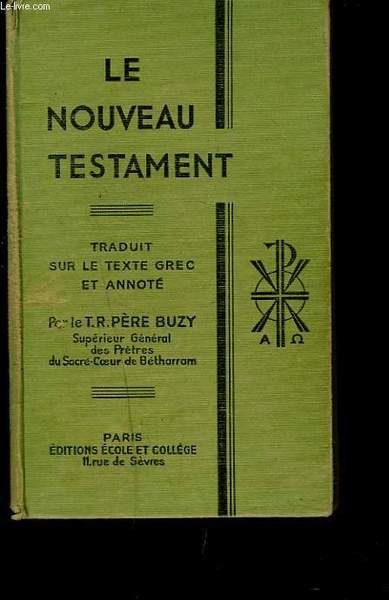 Le-livre.com
LE
NOUVEAU
TESTAMENT
TRADUIT
SUR LE TEXTE GREC
ET ANNOTÉ
Par le T.R. PÈRE BUZY
Supérieur Général
des Prêtres
du Sacré-Cœur de Bétharram
Α Ω
PARIS
ÉDITIONS ÉCOLE ET COLLÉGE
11, rue de Sèvres